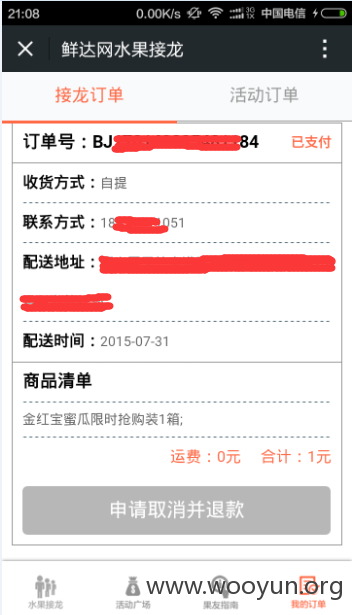 21:08 0.00K/s 3G 1X 中国电信
鲜达网水果接龙
接龙订单 活动订单
订单号：BJ 84 已支付
收货方式：自提
联系方式：18 051
配送地址：
配送时间：2015-07-31
商品清单
金红宝蜜瓜限时抢购装1箱;
运费：0元 合计：1元
申请取消并退款
www.wooyun.org
水果接龙 活动广场 果友指南 我的订单